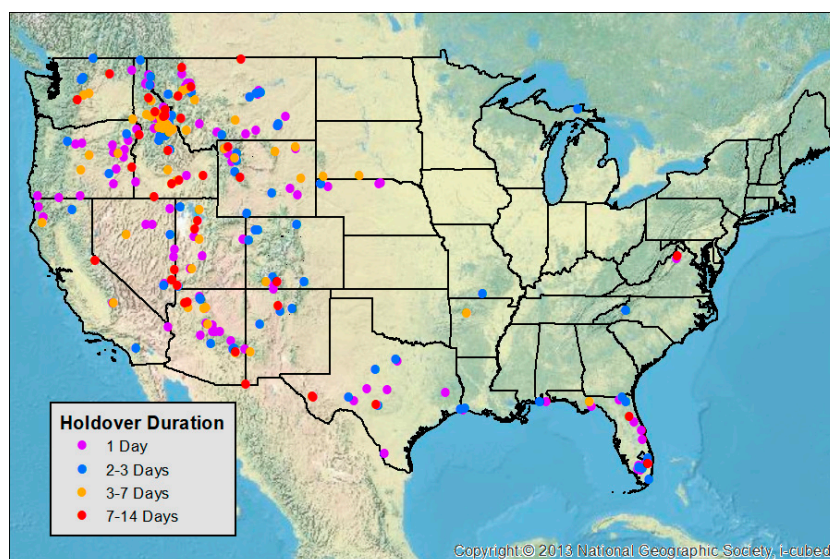 Holdover Duration
1 Day
2-3 Days
3-7 Days
7-14 Days
Copyright © 2013 National Geographic Society, i-cubed